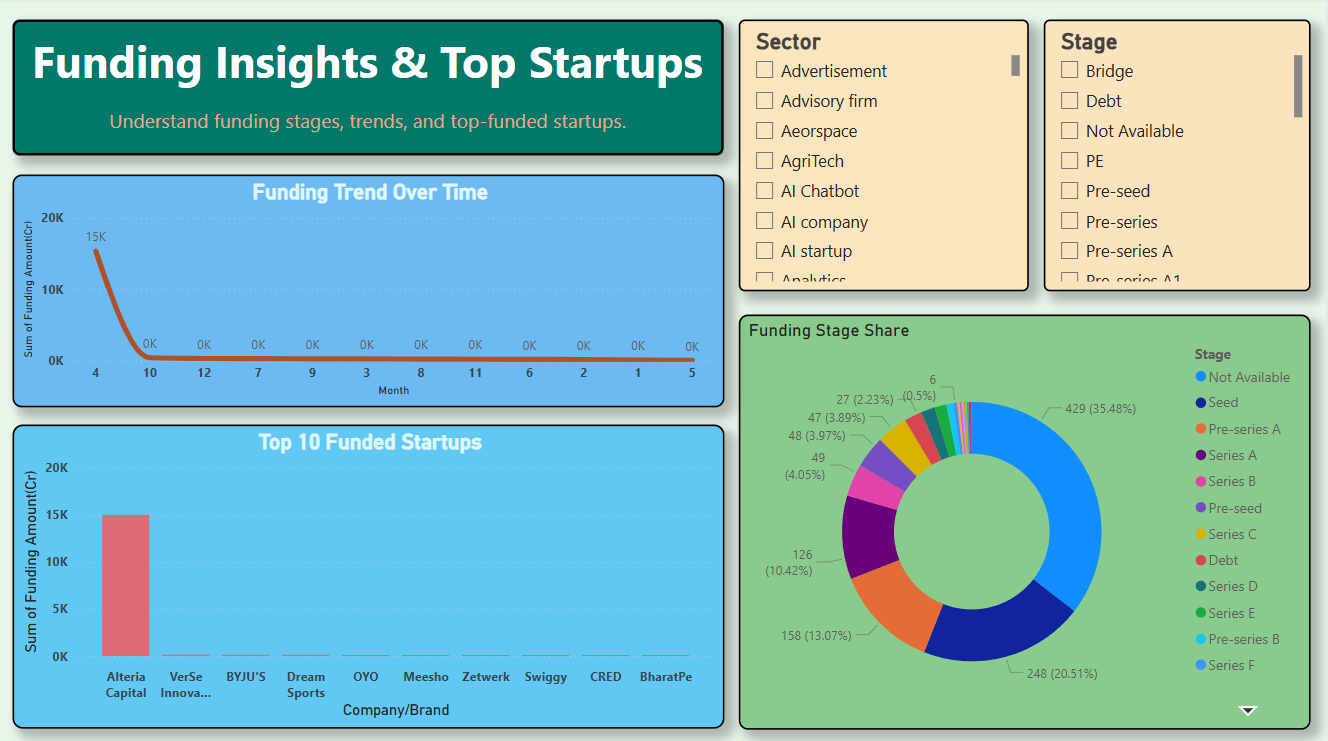 Funding Insights & Top Startups
Understand funding stages, trends, and top-funded startups.
Sector
Advertisement
Advisory firm
Aeorspace
AgriTech
AI Chatbot
AI company
AI startup
Analytics
Stage
Bridge
Debt
Not Available
PE
Pre-seed
Pre-series
Pre-series A
Pre-series A1
Funding Trend Over Time
Sum of Funding Amount(Cr)
20K
10K
0K
15K
0K 0K 0K 0K 0K 0K 0K 0K 0K 0K 0K
4 10 12 7 9 3 8 11 6 2 1 5
Month
Top 10 Funded Startups
Sum of Funding Amount(Cr)
20K
15K
10K
5K
0K
Alteria Capital
VerSe Innova...
BYJU'S
Dream Sports
OYO
Meesho
Zetwerk
Swiggy
CRED
BharatPe
Company/Brand
Funding Stage Share
429 (35.48%)
248 (20.51%)
158 (13.07%)
126
(10.42%)
49
(4.05%)
48 (3.97%)
47 (3.89%)
27 (2.23%)
6
(0.5%)
Stage
Not Available
Seed
Pre-series A
Series A
Series B
Pre-seed
Series C
Debt
Series D
Series E
Pre-series B
Series F